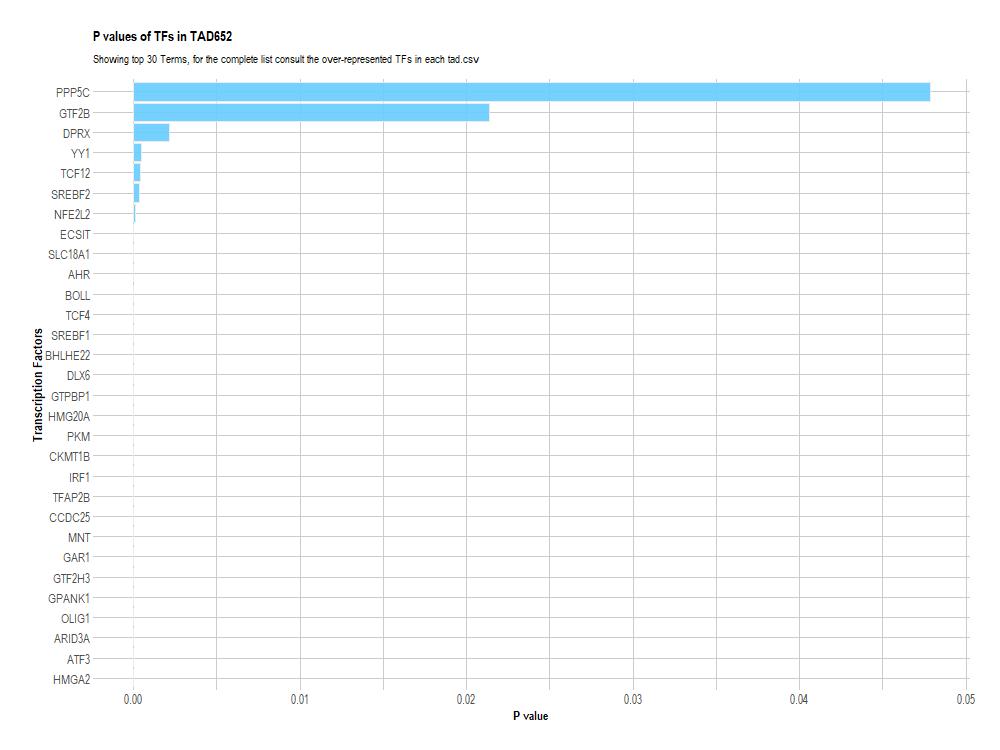 P values of TFs in TAD652
Showing top 30 Terms, for the complete list consult the over-represented TFs in each tad.csv
Transcription Factors
PPP5C
GTF2B
DPRX
YY1
TCF12
SREBF2
NFE2L2
ECSIT
SLC18A1
AHR
BOLL
TCF4
SREBF1
BHLHE22
DLX6
GTPBP1
HMG20A
PKM
CKMT1B
IRF1
TFAP2B
CCDC25
MNT
GAR1
GTF2H3
GPANK1
OLIG1
ARID3A
ATF3
HMGA2
0.00 0.01 0.02 0.03 0.04 0.05
P value